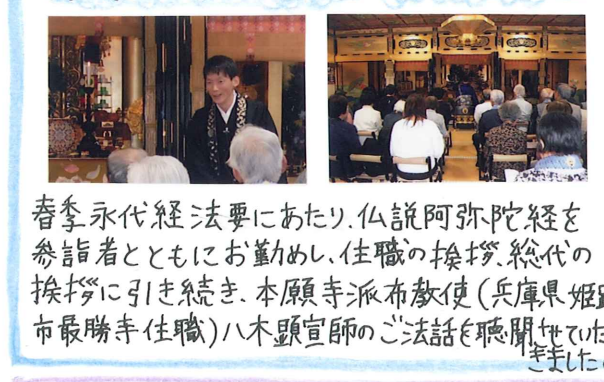 春季永代経法要にあたり、仏説阿弥陀経を
参詣者とともにお勤めし、住職の挨拶、総代の
挨拶に引き続き、本願寺派布教使(兵庫県姫路
市最勝寺住職)八木顕宣師のご法話を聴聞させていた
きました